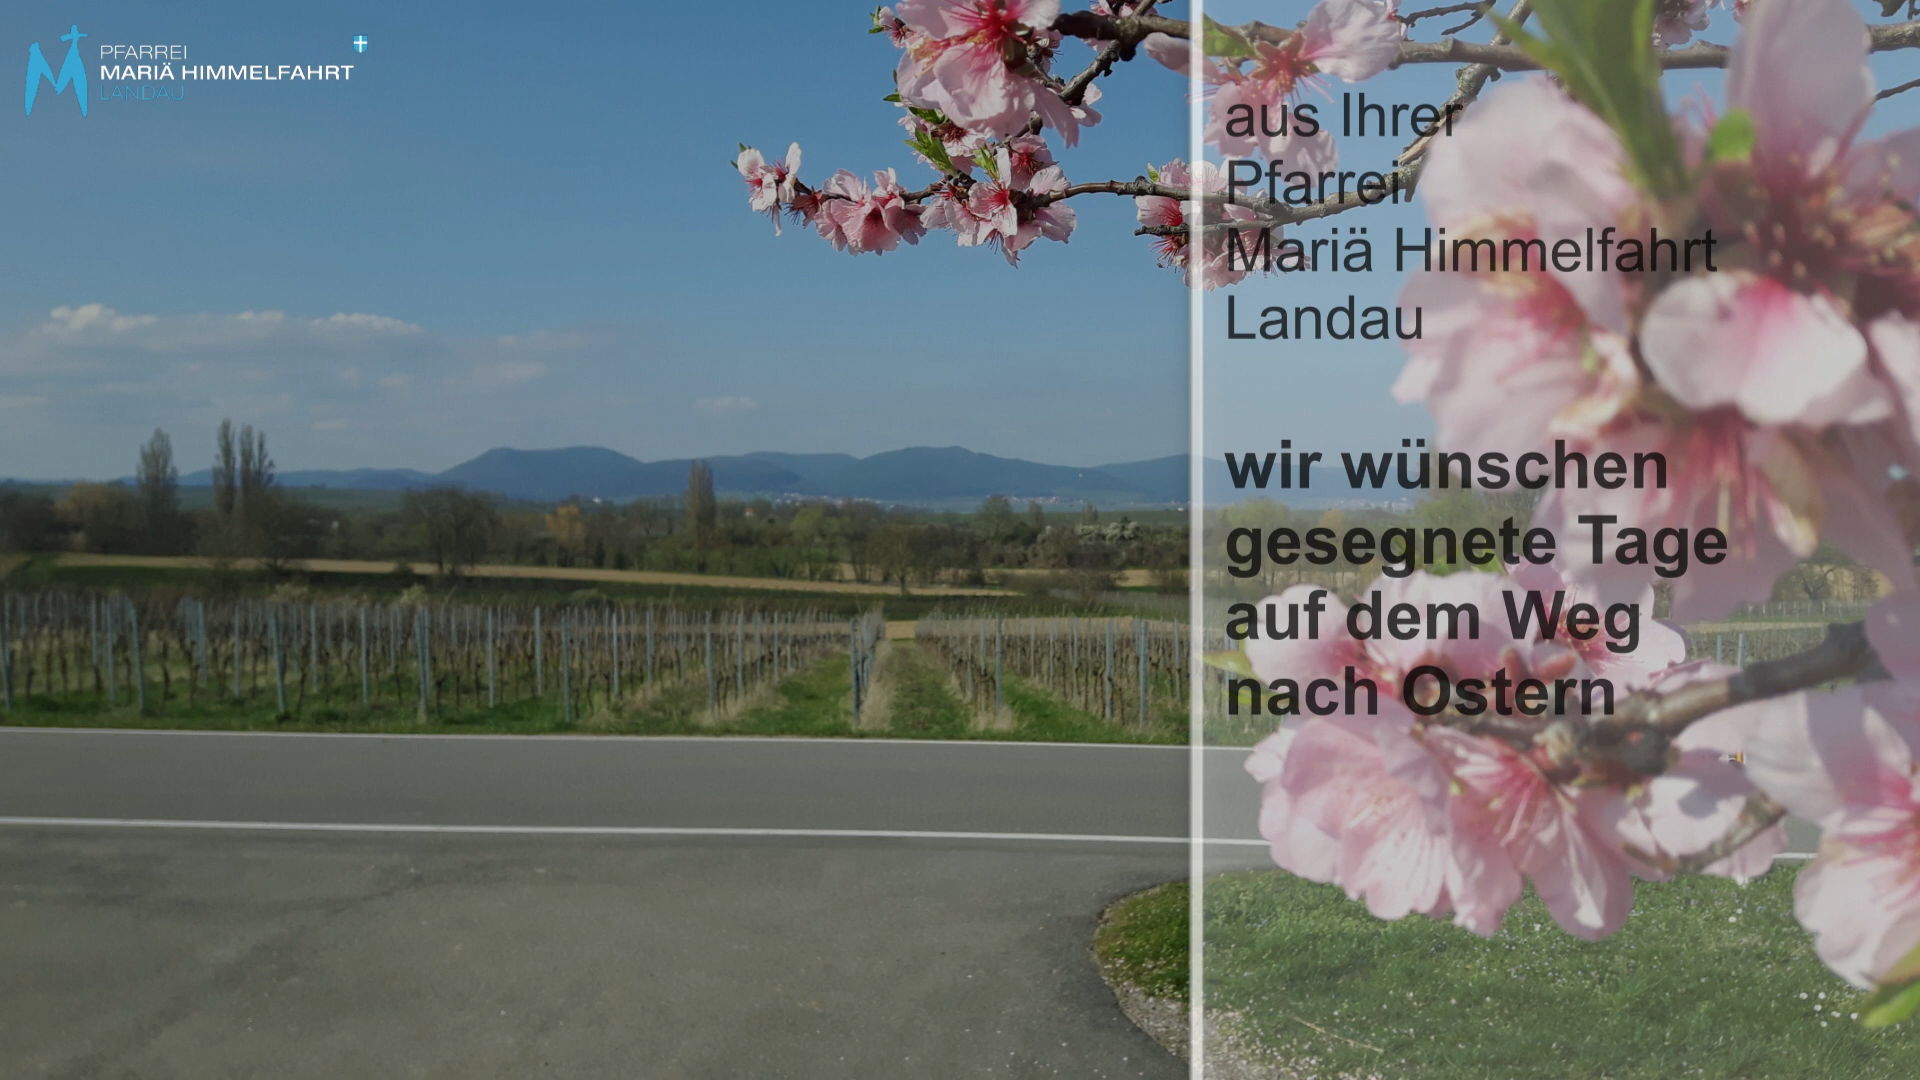 PFARREI
MARIÄ HIMMELFAHRT
LANDAU
aus Ihrer
Pfarrei
Mariä Himmelfahrt
Landau
wir wünschen
gesegnete Tage
auf dem Weg
nach Ostern